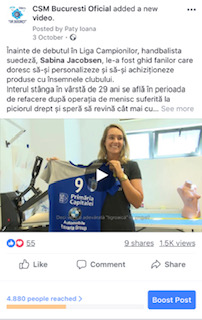 CSM Bucuresti Oficial added a new
video.
Posted by Paty Ioana
3 October
Înainte de debutul în Liga Campionilor, handbalista
suedeză, Sabina Jacobsen, le-a fost ghid fanilor care
doresc să-și personalizeze și să-și achiziționeze
produse cu însemnele clubului.
Interul stânga în vârstă de 29 ani se află în perioada
de refacere după operația de menisc suferită la
piciorul drept și speră să revină cât mai cu... See More
9
Primăria
Capitalei
55
9 shares 1.5K views
Like Comment Share
4.880 people reached >
Boost Post